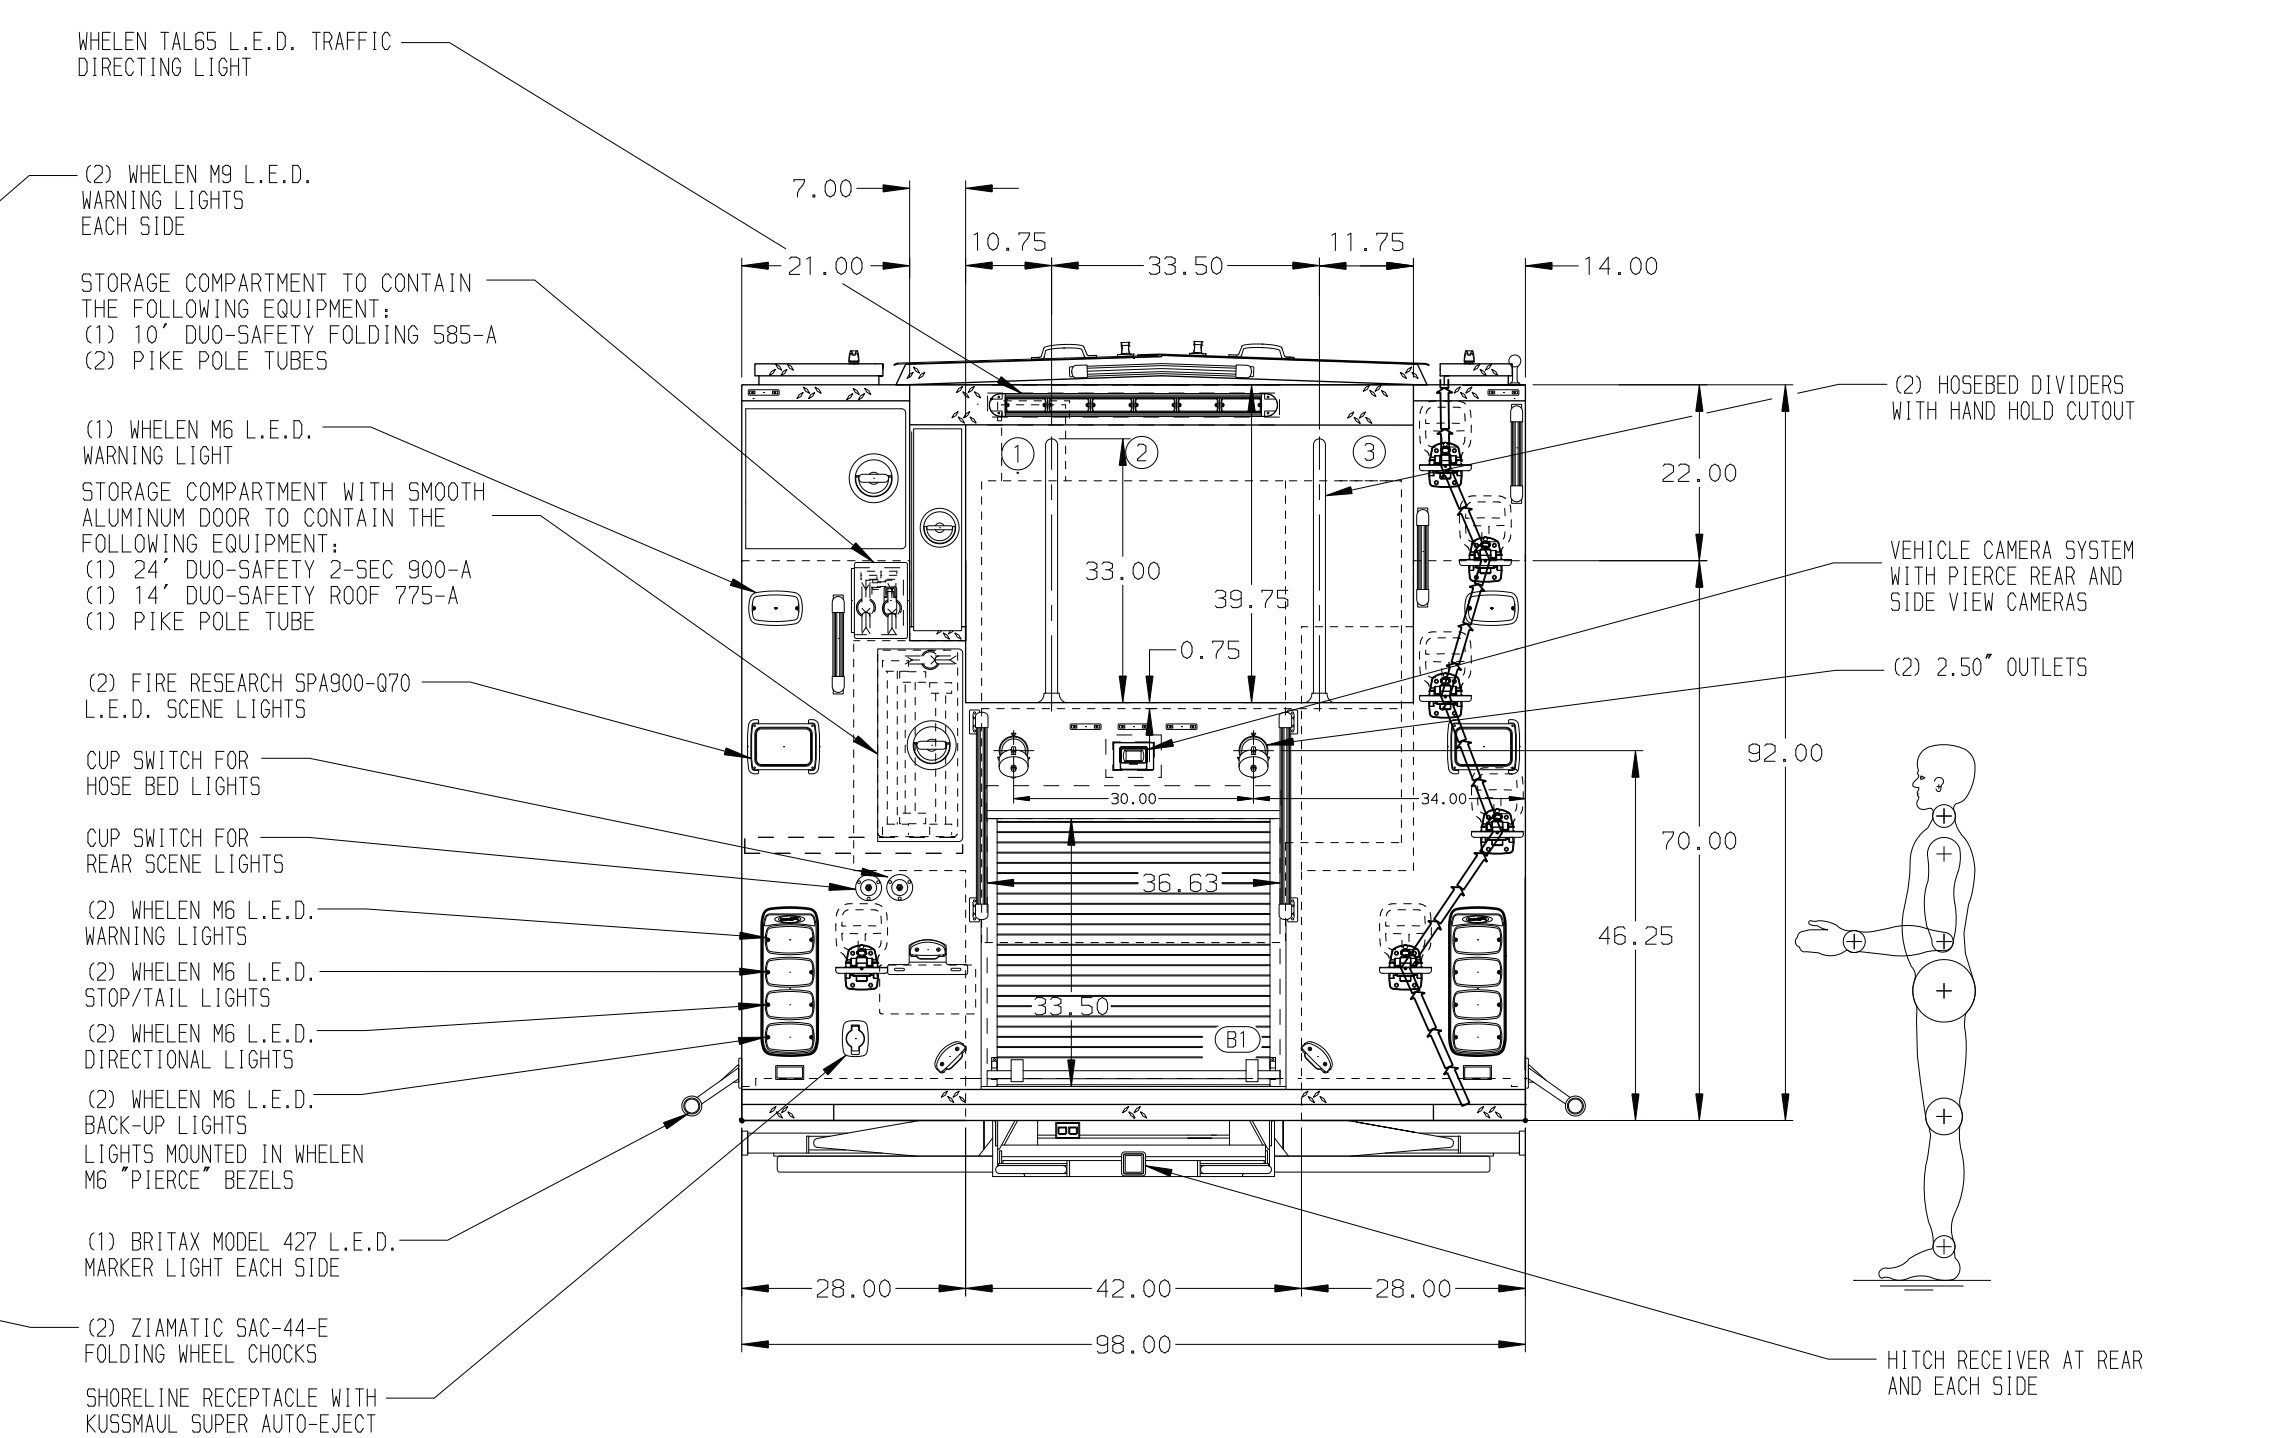 WHELEN TAL65 L.E.D. TRAFFIC
DIRECTING LIGHT
(2) WHELEN M9 L.E.D.
WARNING LIGHTS
EACH SIDE
STORAGE COMPARTMENT TO CONTAIN
THE FOLLOWING EQUIPMENT:
(1) 10' DUO-SAFETY FOLDING 585-A
(2) PIKE POLE TUBES
(1) WHELEN M6 L.E.D.
WARNING LIGHT
STORAGE COMPARTMENT WITH SMOOTH
ALUMINUM DOOR TO CONTAIN THE
FOLLOWING EQUIPMENT:
(1) 24' DUO-SAFETY 2-SEC 900-A
(1) 14' DUO-SAFETY ROOF 775-A
(1) PIKE POLE TUBE
(2) FIRE RESEARCH SPA900-Q70
L.E.D. SCENE LIGHTS
CUP SWITCH FOR
HOSE BED LIGHTS
CUP SWITCH FOR
REAR SCENE LIGHTS
(2) WHELEN M6 L.E.D.
WARNING LIGHTS
(2) WHELEN M6 L.E.D.
STOP/TAIL LIGHTS
(2) WHELEN M6 L.E.D.
DIRECTIONAL LIGHTS
(2) WHELEN M6 L.E.D.
BACK-UP LIGHTS
LIGHTS MOUNTED IN WHELEN
M6 "PIERCE" BEZELS
(1) BRITAX MODEL 427 L.E.D.
MARKER LIGHT EACH SIDE
(2) ZIAMATIC SAC-44-E
FOLDING WHEEL CHOCKS
SHORELINE RECEPTACLE WITH
KUSSMAUL SUPER AUTO-EJECT
7.00
10.75
11.75
21.00
33.50
14.00
1
2
3
33.00
39.75
0.75
22.00
92.00
70.00
46.25
30.00
34.00
36.63
33.50
B1
28.00
42.00
28.00
98.00
(2) HOSEBED DIVIDERS
WITH HAND HOLD CUTOUT
VEHICLE CAMERA SYSTEM
WITH PIERCE REAR AND
SIDE VIEW CAMERAS
(2) 2.50" OUTLETS
HITCH RECEIVER AT REAR
AND EACH SIDE